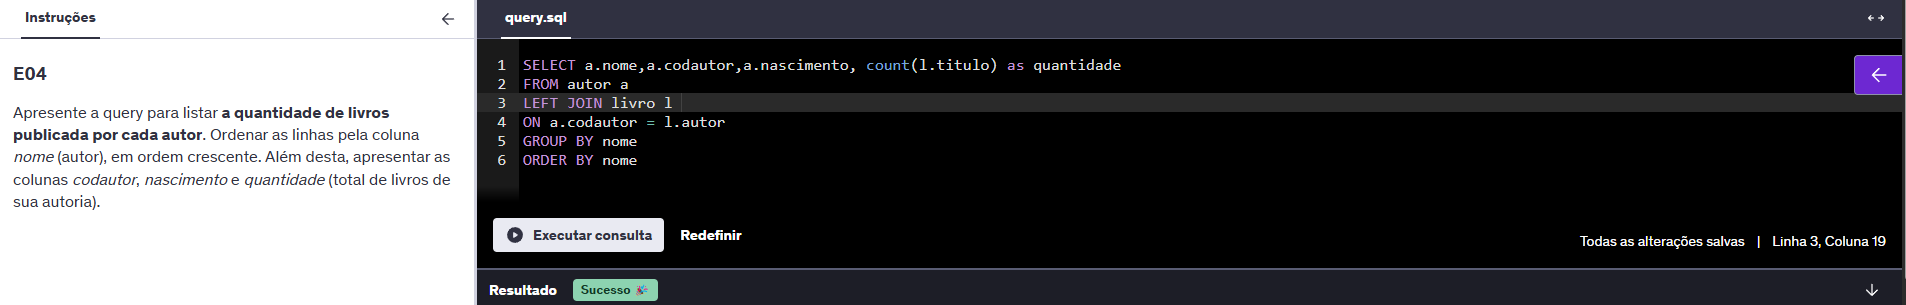 Instruções
E04
Apresente a query para listar a quantidade de livros
publicada por cada autor. Ordenar as linhas pela coluna
nome (autor), em ordem crescente. Além desta, apresentar as
colunas codautor, nascimento e quantidade (total de livros de
sua autoria).
query.sql
1 SELECT a.nome,a.codautor,a.nascimento, count(l.titulo) as quantidade
2 FROM autor a
3 LEFT JOIN livro l
4 ON a.codautor = l.autor
5 GROUP BY nome
6 ORDER BY nome
Executar consulta Redefinir
Todas as alterações salvas | Linha 3, Coluna 19
Resultado Sucesso 🎉